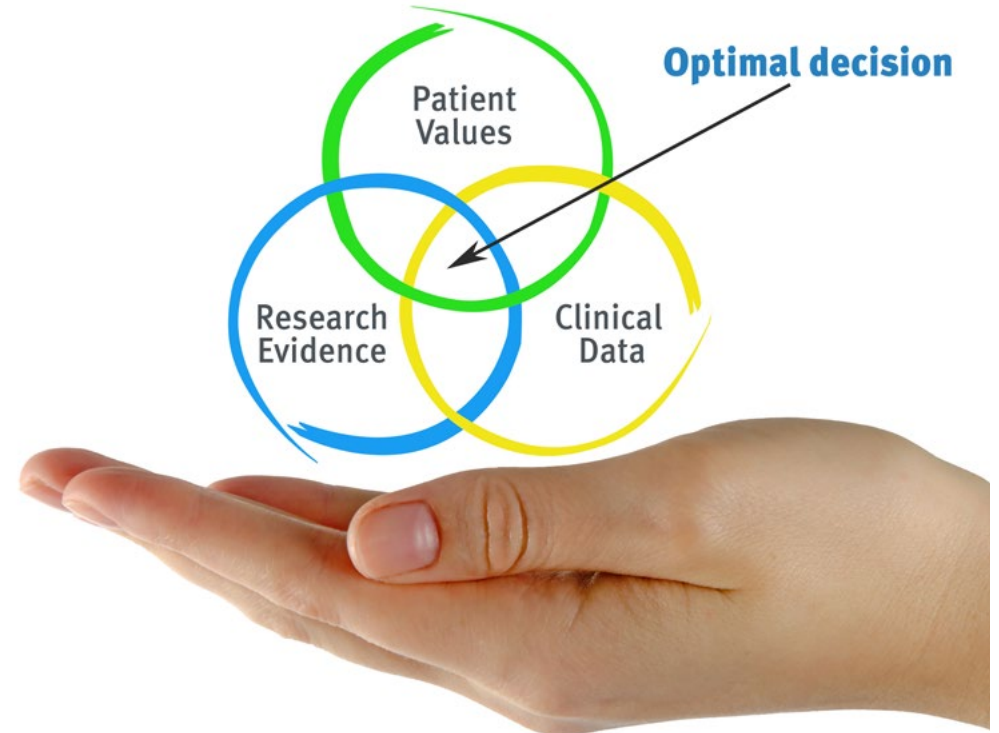 Optimal decision
Patient
Values
Research
Evidence
Clinical
Data